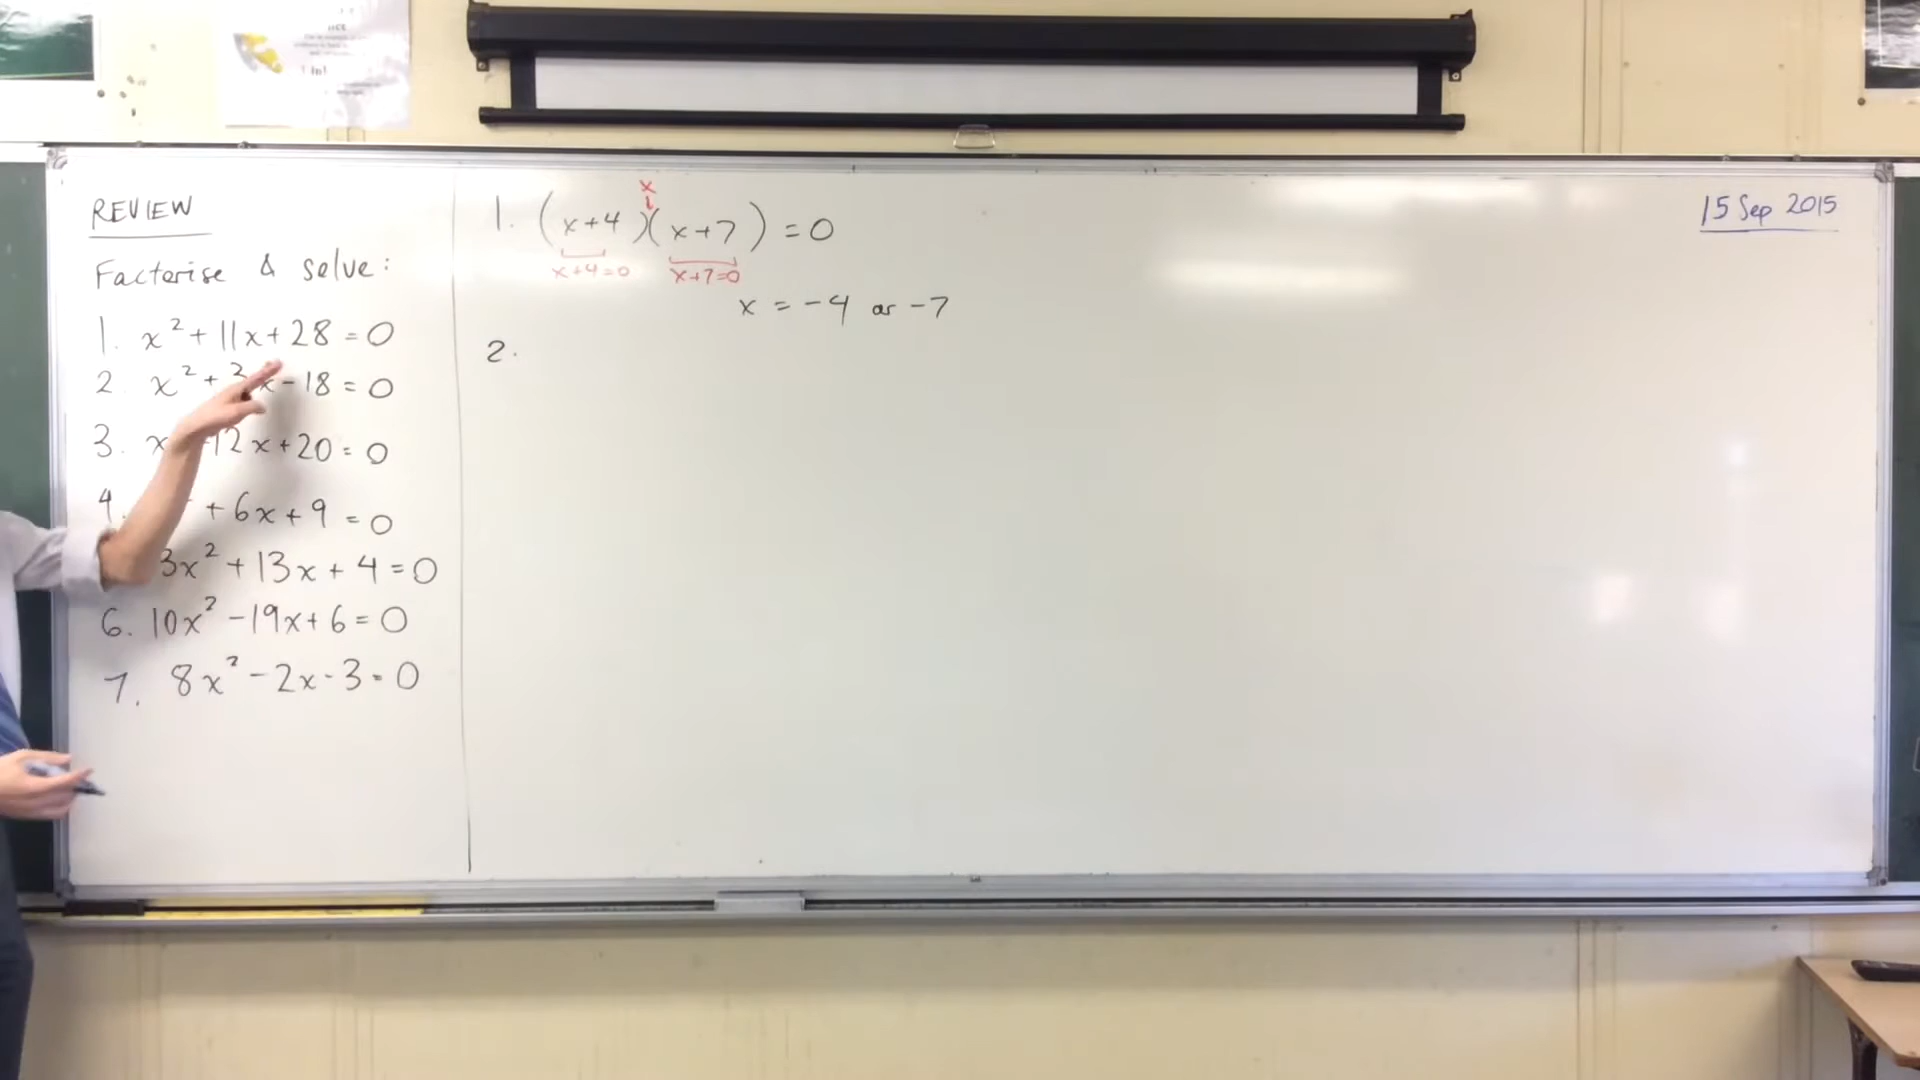 REVIEW
Factorise & solve:
1. x² + 11x + 28 = 0
2. x² + 3x - 18 = 0
3. x 12x + 20 = 0
4. + 6x + 9 = 0
3x² + 13x + 4 = 0
6. 10x² - 19x + 6 = 0
7. 8x² - 2x - 3 = 0
x
1. (x+4)(x+7) = 0
x+4=0 x+7=0
x = -4 or -7
2.
15 Sep 2015